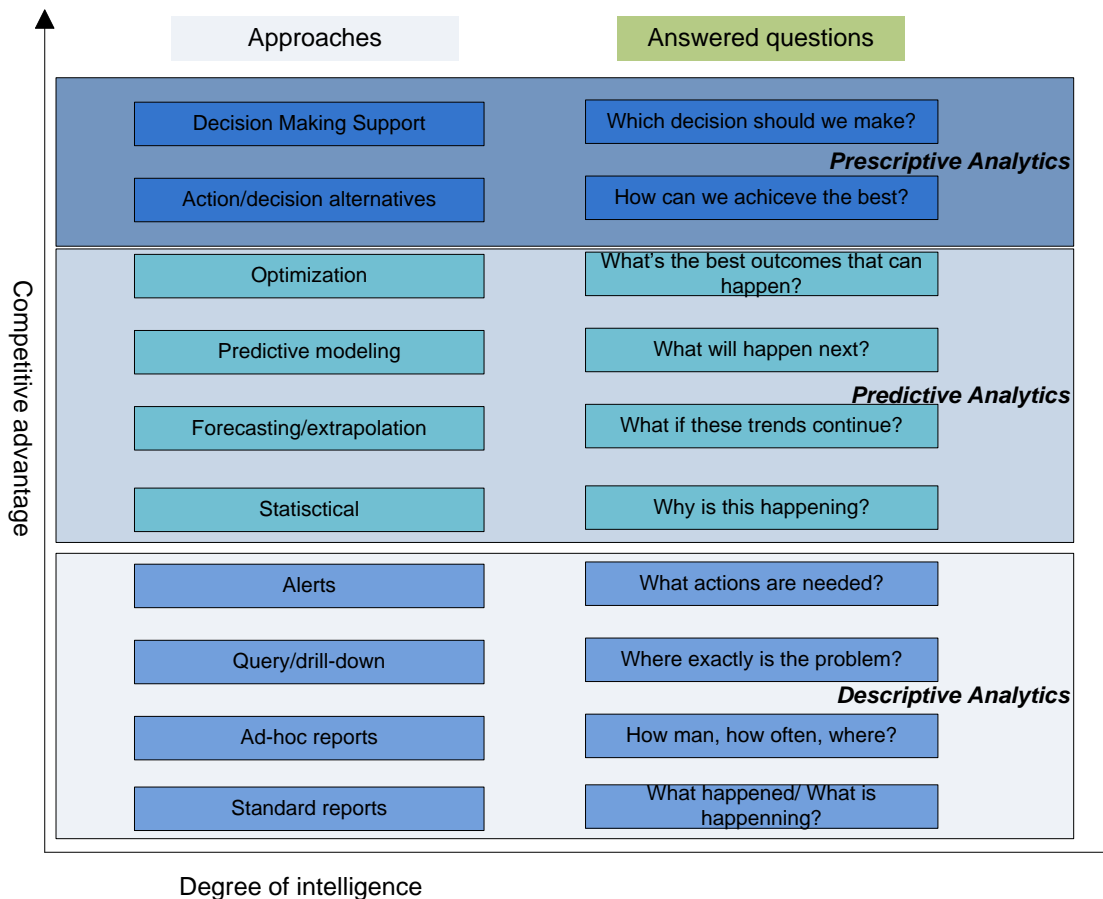 Approaches
Answered questions
Decision Making Support
Which decision should we make?
Prescriptive Analytics
Action/decision alternatives
How can we achiceve the best?
Optimization
What's the best outcomes that can
happen?
Predictive modeling
What will happen next?
Predictive Analytics
Forecasting/extrapolation
What if these trends continue?
Statisctical
Why is this happening?
Alerts
What actions are needed?
Query/drill-down
Where exactly is the problem?
Descriptive Analytics
Ad-hoc reports
How man, how often, where?
Standard reports
What happened/ What is
happenning?
Competitive advantage
Degree of intelligence